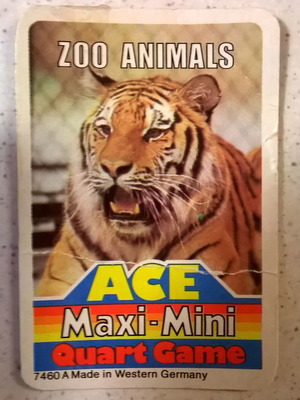 ZOO ANIMALS
ACE
Maxi-Mini
Quart Game
7460 A Made in Western Germany